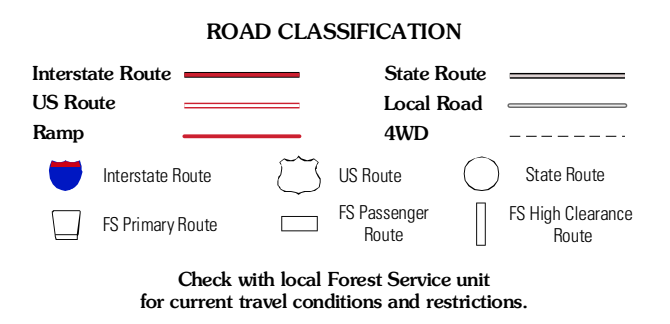 ROAD CLASSIFICATION
Interstate Route
State Route
US Route
Local Road
Ramp
4WD
Interstate Route
US Route
State Route
FS Primary Route
FS Passenger
Route
FS High Clearance
Route
Check with local Forest Service unit
for current travel conditions and restrictions.